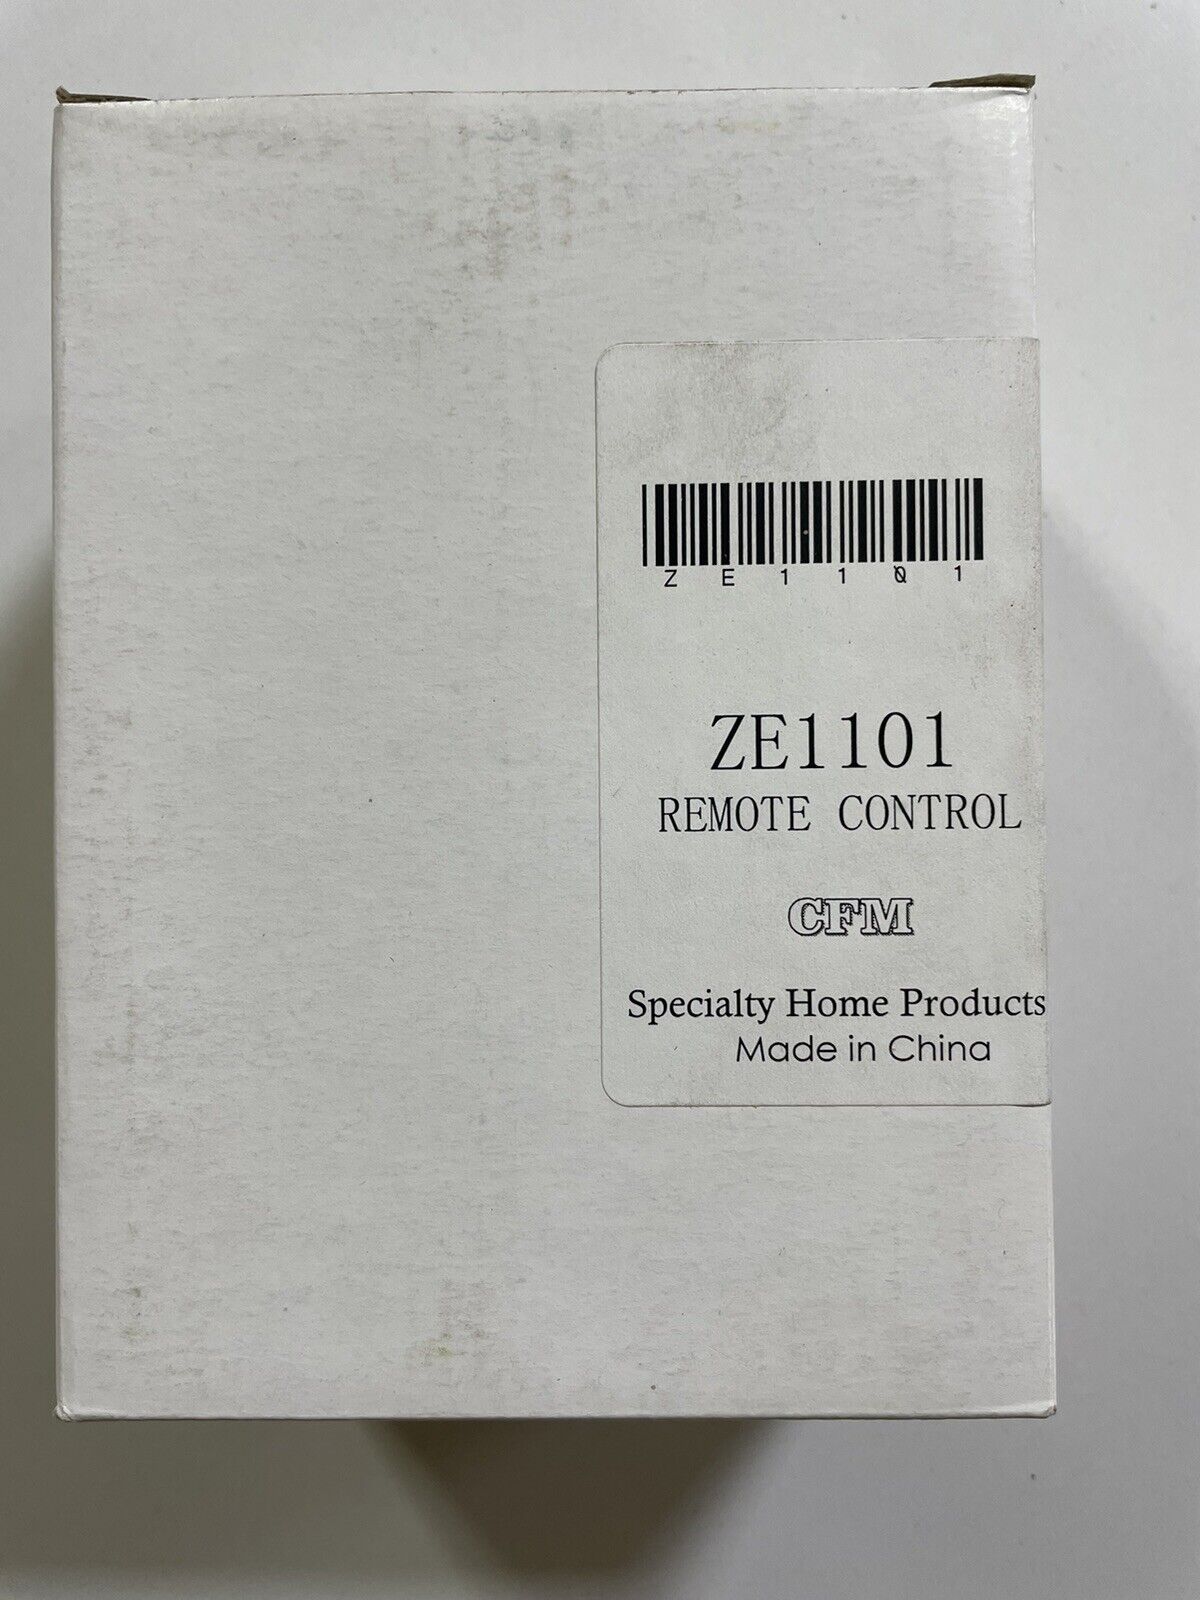 ZE1101
ZE1101
REMOTE CONTROL
CFM
Specialty Home Products
Made in China